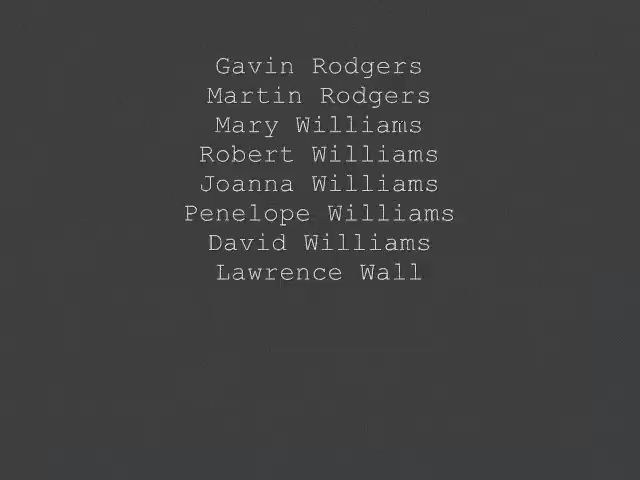 Gavin Rodgers
Martin Rodgers
Mary Williams
Robert Williams
Joanna Williams
Penelope Williams
David Williams
Lawrence Wall